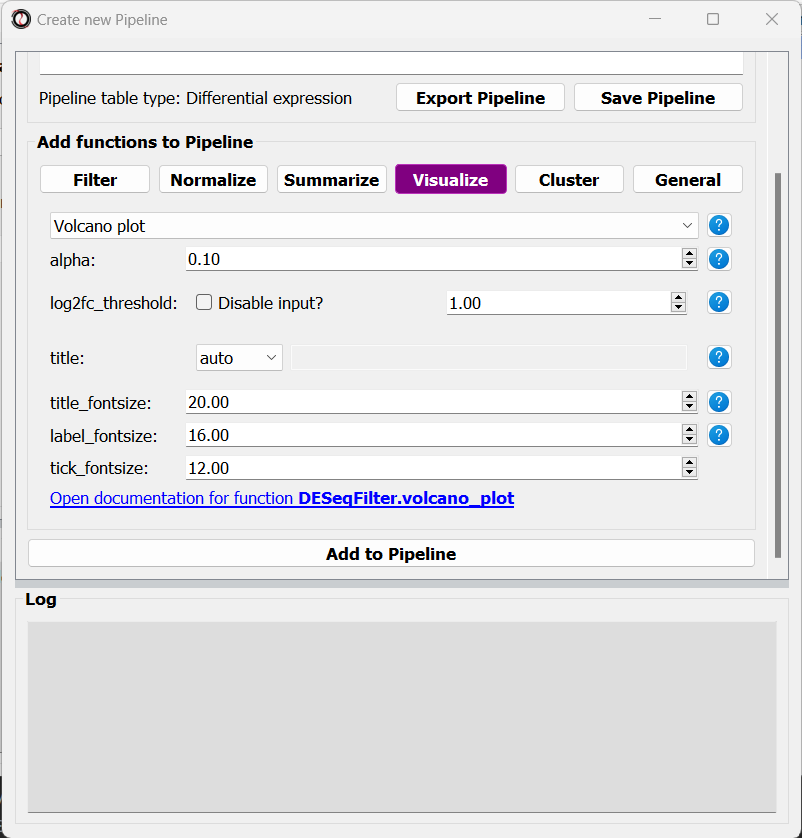 Create new Pipeline
Pipeline table type: Differential expression Export Pipeline Save Pipeline
Add functions to Pipeline
Filter Normalize Summarize Visualize Cluster General
Volcano plot ?
alpha: 0.10 ?
log2fc_threshold: Disable input? 1.00 ?
title: auto ?
title_fontsize: 20.00 ?
label_fontsize: 16.00 ?
tick_fontsize: 12.00
Open documentation for function DESeqFilter.volcano_plot
Add to Pipeline
Log